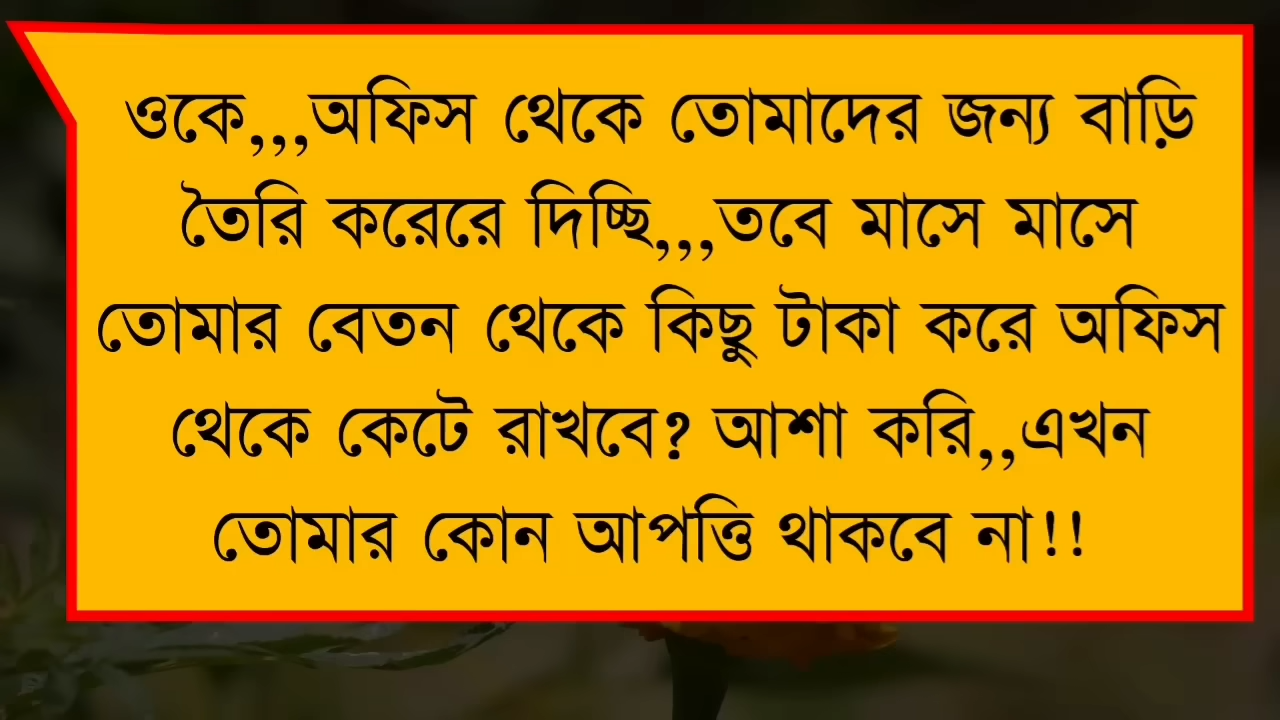 ওকে,,,অফিস থেকে তোমাদের জন্য বাড়ি
তৈরি করেরে দিচ্ছি,,,তবে মাসে মাসে
তোমার বেতন থেকে কিছু টাকা করে অফিস
থেকে কেটে রাখবে? আশা করি,,এখন
তোমার কোন আপত্তি থাকবে না!!